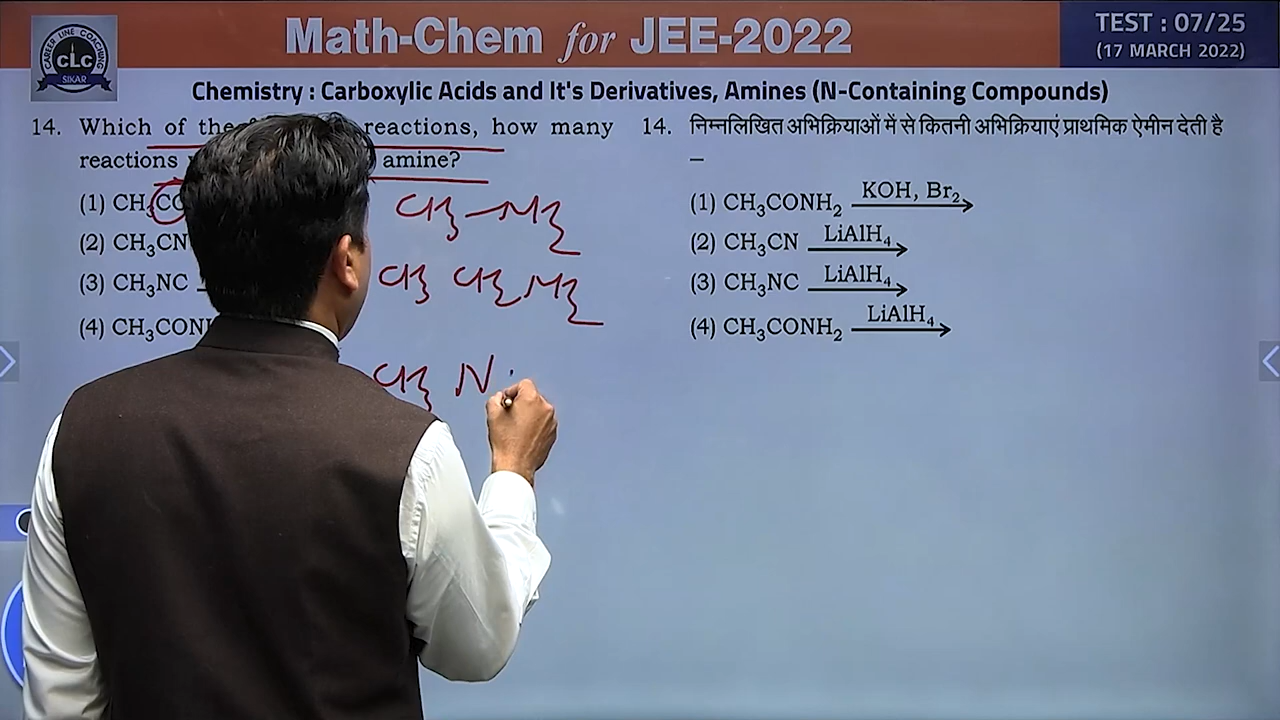 Math-Chem for JEE-2022
TEST : 07/25
(17 MARCH 2022)
CAREER LINE COACHING
CLC
SIKAR
Chemistry : Carboxylic Acids and It's Derivatives, Amines (N-Containing Compounds)
14. Which of the reactions, how many
reactions amine?
(1) CH₃CO
(2) CH₃CN
(3) CH₃NC
(4) CH₃CON
CH₃—NH₂
CH₃ CH₂ NH₂
CH₃ N
14. निम्नलिखित अभिक्रियाओं में से कितनी अभिक्रियाएं प्राथमिक ऐमीन देती है
–
(1) CH₃CONH₂ KOH, Br₂ →
(2) CH₃CN LiAlH₄ →
(3) CH₃NC LiAlH₄ →
(4) CH₃CONH₂ LiAlH₄ →